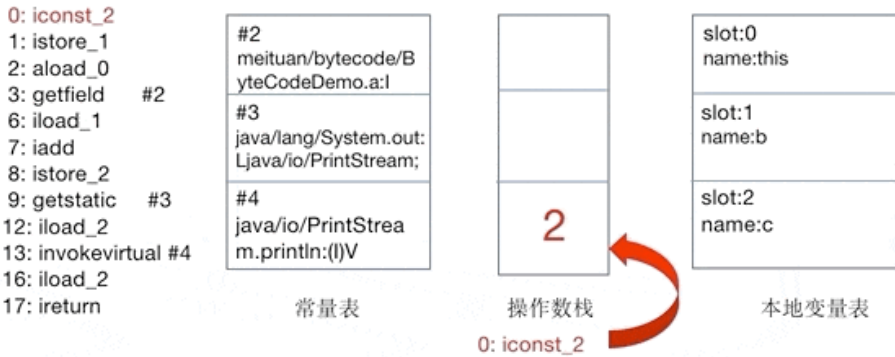 0: iconst_2
1: istore_1
2: aload_0
3: getfield #2
6: iload_1
7: iadd
8: istore_2
9: getstatic #3
12: iload_2
13: invokevirtual #4
16: iload_2
17: ireturn
#2
meituan/bytecode/B
yteCodeDemo.a:I
#3
java/lang/System.out:
Ljava/io/PrintStream;
#4
java/io/PrintStrea
m.println:(I)V
常量表
2
操作数栈
0: iconst_2
slot:0
name:this
slot:1
name:b
slot:2
name:c
本地变量表